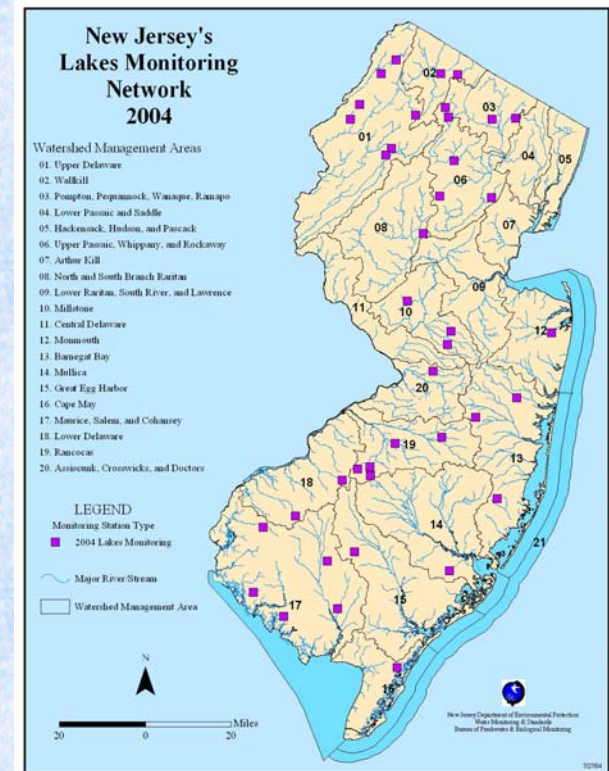 New Jersey's
Lakes Monitoring
Network
2004
Watershed Management Areas
01. Upper Delaware
02. Wallkill
03. Pompton, Pequannock, Wanaque, Ramapo
04. Lower Passaic and Saddle
05. Hackensack, Hudson, and Pascack
06. Upper Passaic, Whippany, and Rockaway
07. Arthur Kill
08. North and South Branch Raritan
09. Lower Raritan, South River, and Lawrence
10. Millstone
11. Central Delaware
12. Monmouth
13. Barnegat Bay
14. Mullica
15. Great Egg Harbor
16. Cape May
17. Maurice, Salem, and Cohansey
18. Lower Delaware
19. Rancocas
20. Assiscunk, Crosswicks, and Doctors
LEGEND
Monitoring Station Type
2004 Lakes Monitoring
Major River/Stream
Watershed Management Area
N
20 0 20 Miles
02
03
01
04
05
06
07
08
09
11
10
12
20
19
13
18
14
21
17
15
16
New Jersey Department of Environmental Protection
Water Monitoring & Standards
Bureau of Freshwater & Biological Monitoring